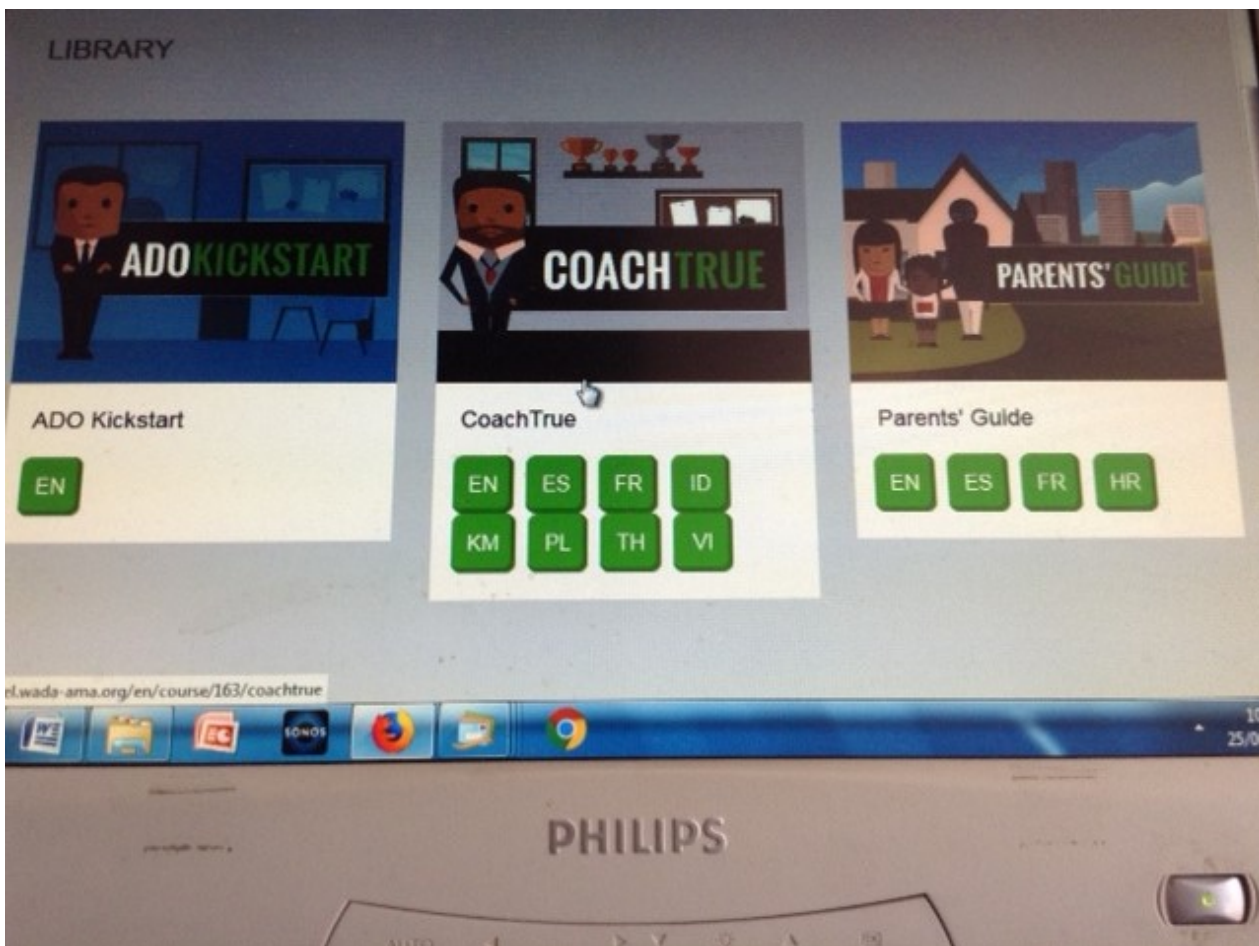 LIBRARY
ADOKICKSTART
COACHTRUE
PARENTS' GUIDE
ADO Kickstart
CoachTrue
Parents' Guide
EN
EN ES FR ID
KM PL TH VI
EN ES FR HR
el.wada-ama.org/en/course/163/coachtrue
SONOS
PHILIPS